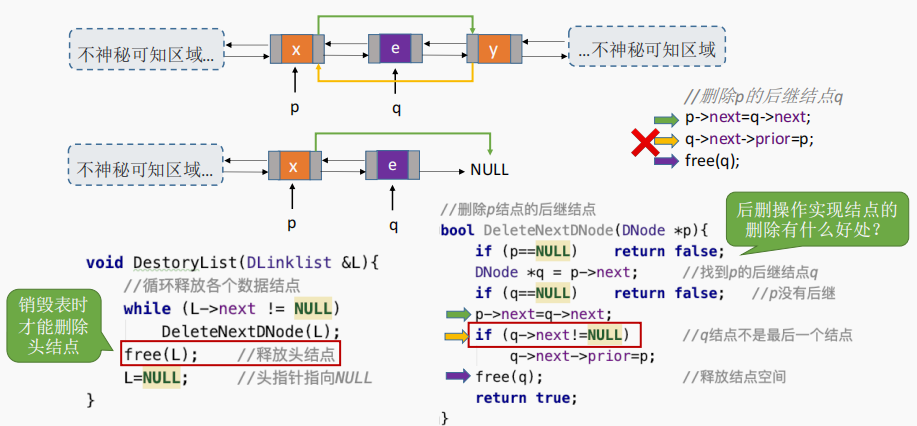 不神秘可知区域…
x
e
y
…不神秘可知区域
p
q
//删除p的后继结点q
p->next=q->next;
q->next->prior=p;
free(q);
不神秘可知区域…
x
e
NULL
p
q
后删操作实现结点的
删除有什么好处？
//删除p结点的后继结点
bool DeleteNextDNode(DNode *p){
if (p==NULL) return false;
DNode *q = p->next; //找到p的后继结点q
if (q==NULL) return false; //p没有后继
p->next=q->next;
if (q->next!=NULL) //q结点不是最后一个结点
q->next->prior=p;
free(q); //释放结点空间
return true;
}
void DestoryList(DLinklist &L){
//循环释放各个数据结点
while (L->next != NULL)
DeleteNextDNode(L);
free(L); //释放头结点
L=NULL; //头指针指向NULL
}
销毁表时
才能删除
头结点